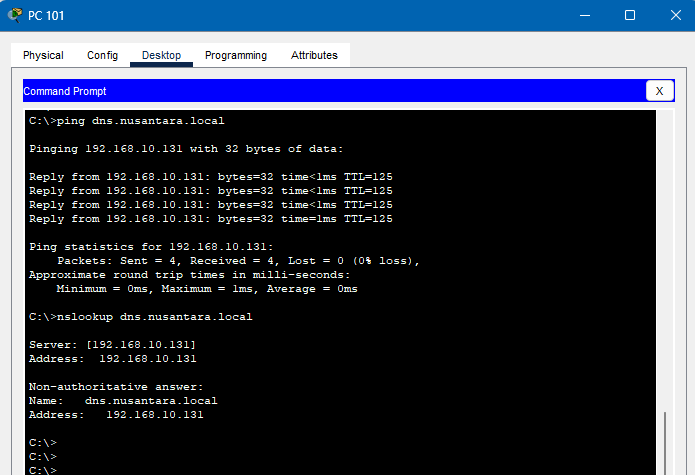 PC 101
Physical Config Desktop Programming Attributes
Command Prompt
X
C:\>ping dns.nusantara.local
Pinging 192.168.10.131 with 32 bytes of data:
Reply from 192.168.10.131: bytes=32 time<1ms TTL=125
Reply from 192.168.10.131: bytes=32 time<1ms TTL=125
Reply from 192.168.10.131: bytes=32 time<1ms TTL=125
Reply from 192.168.10.131: bytes=32 time=1ms TTL=125
Ping statistics for 192.168.10.131:
Packets: Sent = 4, Received = 4, Lost = 0 (0% loss),
Approximate round trip times in milli-seconds:
Minimum = 0ms, Maximum = 1ms, Average = 0ms
C:\>nslookup dns.nusantara.local
Server: [192.168.10.131]
Address: 192.168.10.131
Non-authoritative answer:
Name: dns.nusantara.local
Address: 192.168.10.131
C:\>
C:\>
C:\>